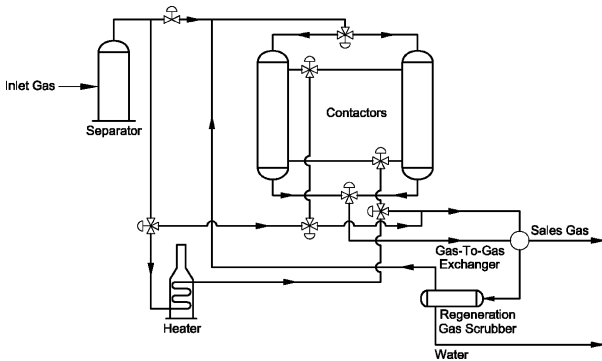 Inlet Gas
Separator
Contactors
Sales Gas
Gas-To-Gas
Exchanger
Heater
Regeneration
Gas Scrubber
Water